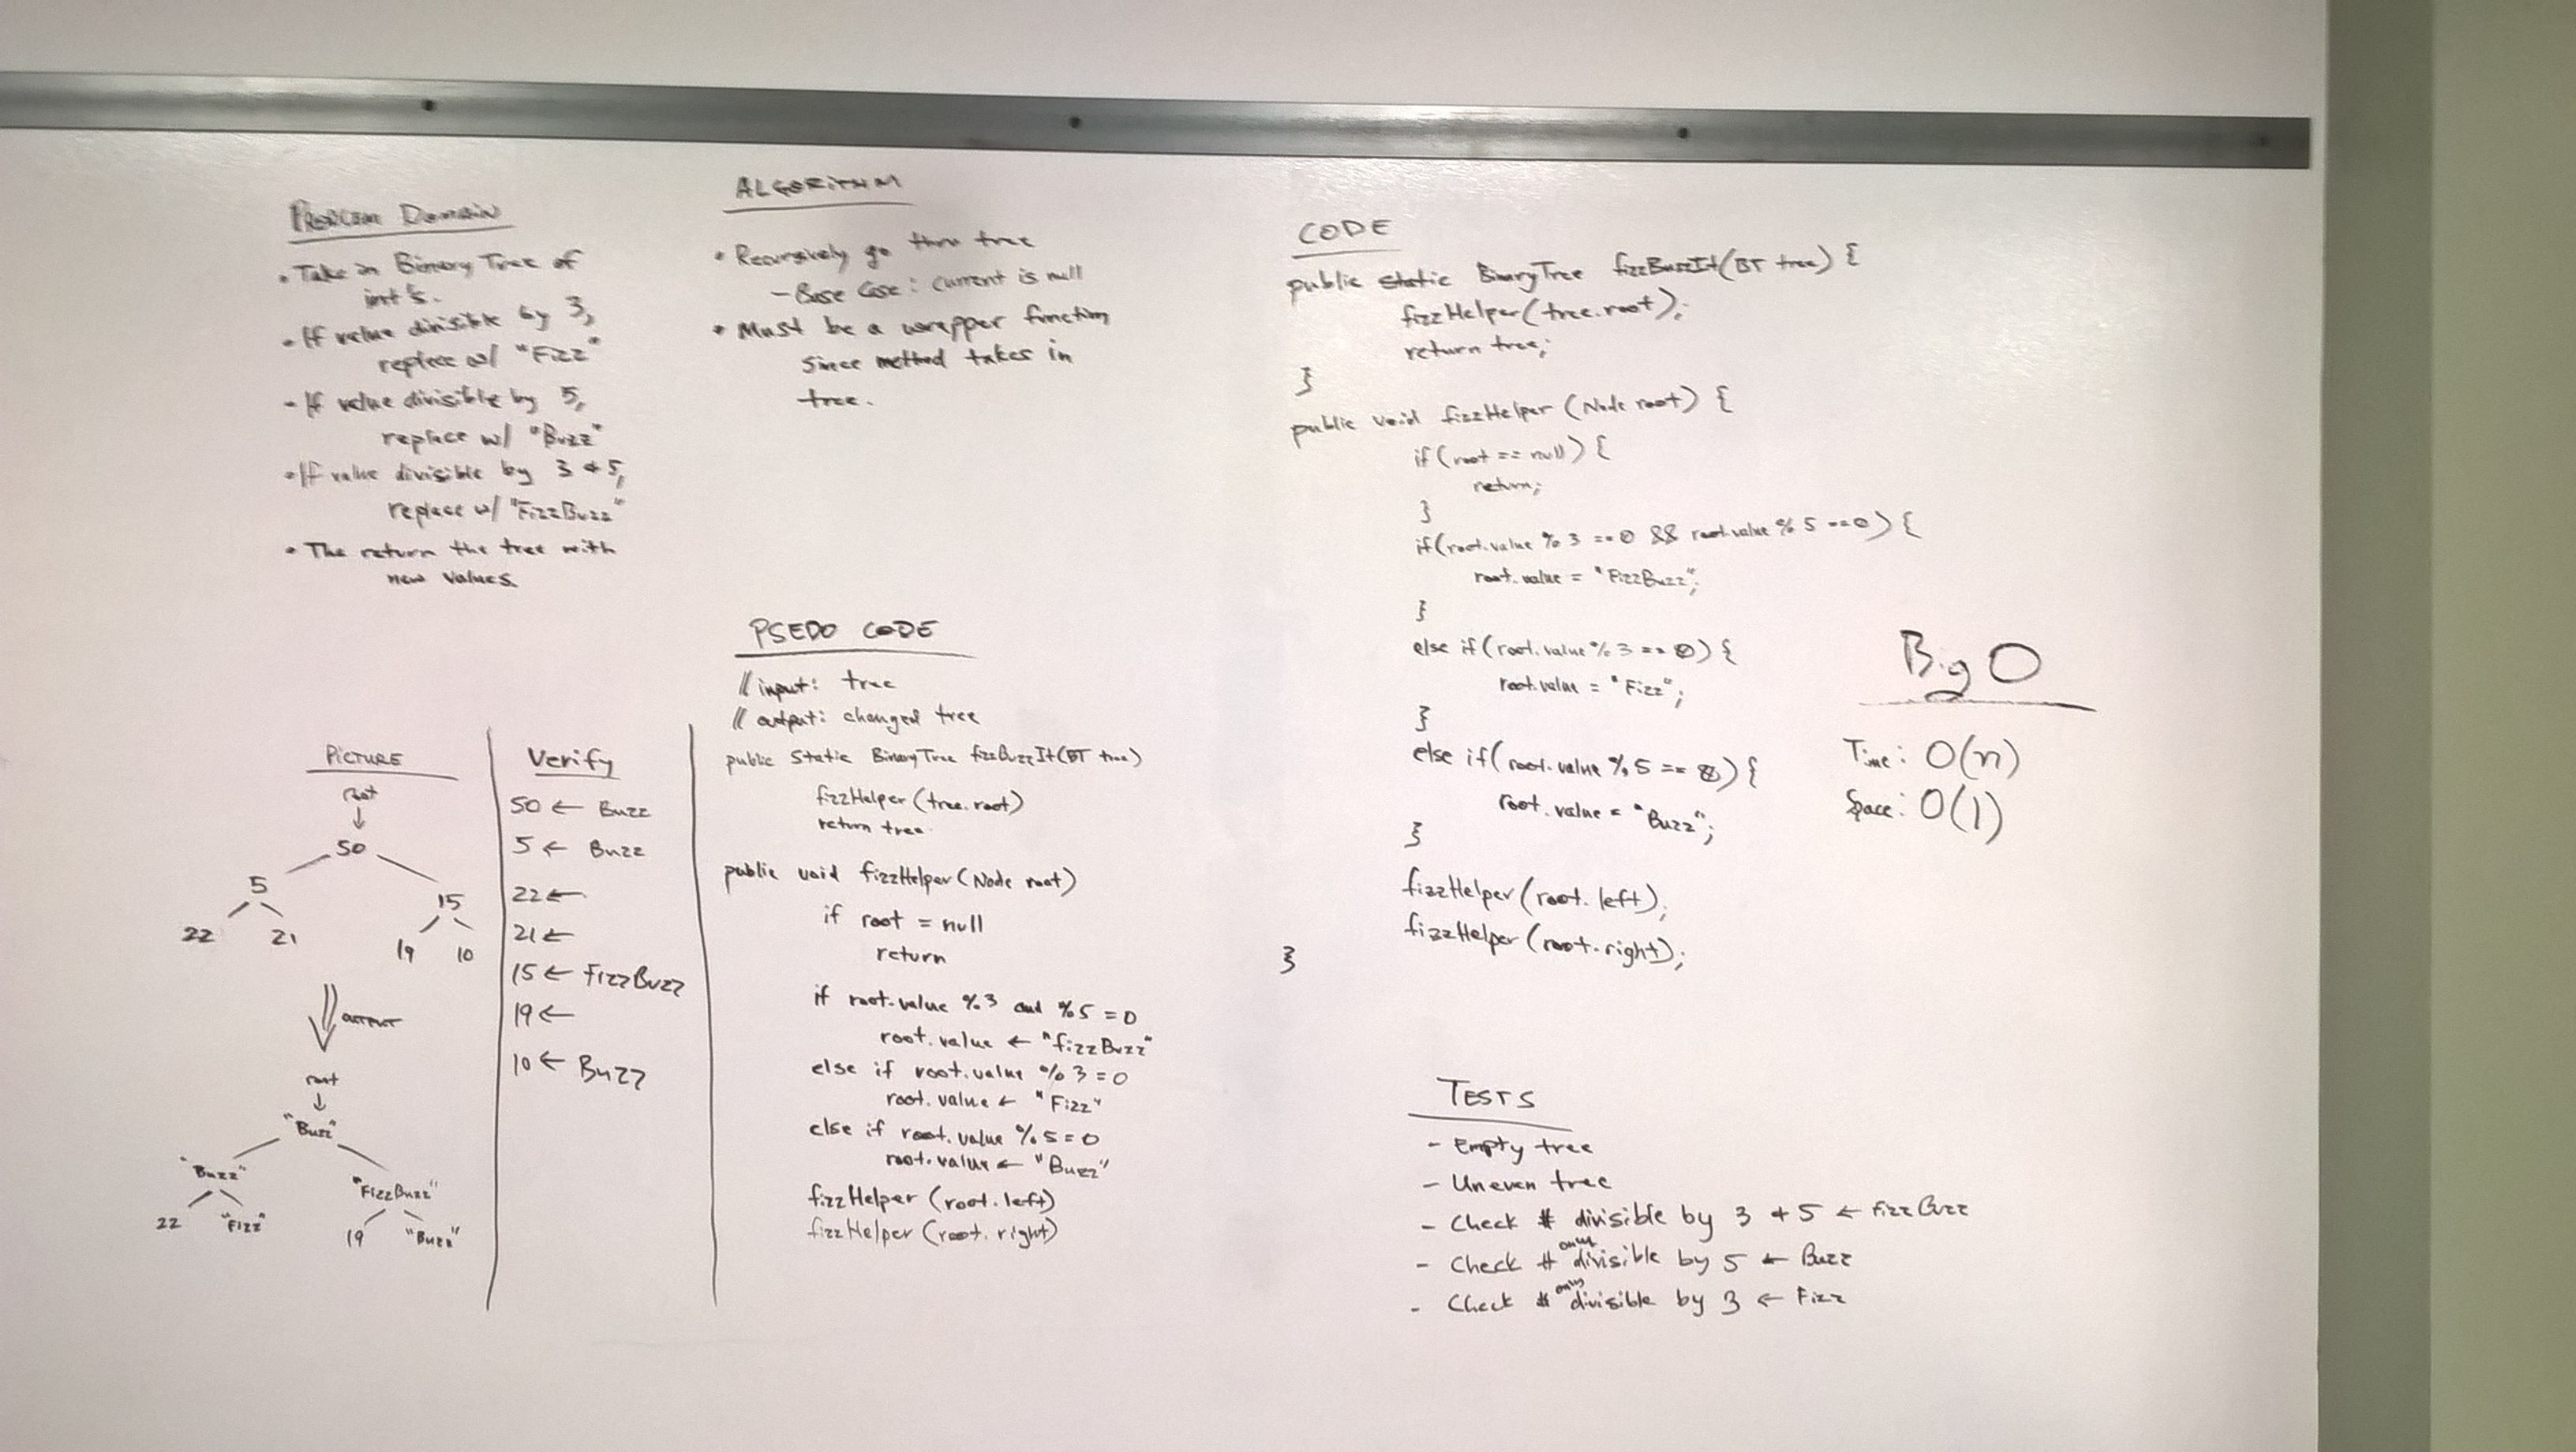 PROBLEM DOMAIN
• Take in Binary Tree of
int's.
• If value divisible by 3,
replace w/ "Fizz"
• If value divisible by 5,
replace w/ "Buzz"
• If value divisible by 3 & 5,
replace w/ "FizzBuzz"
• The return the tree with
new values.
PICTURE
root
50
5
15
22
21
19
10
OUTPUT
root
"Buzz"
"Buzz"
"FizzBuzz"
22
"Fizz"
19
"Buzz"
Verify
50 ← Buzz
5 ← Buzz
22 ←
21 ←
15 ← FizzBuzz
19 ←
10 ← Buzz
ALGORITHM
• Recursively go thru tree
- Base Case: current is null
• Must be a wrapper function
since method takes in
tree.
PSEDO CODE
// input: tree
// output: changed tree
public static BinaryTree fizzBuzzIt(BT tree)
fizzHelper(tree.root)
return tree
public void fizzHelper(Node root)
if root = null
return
if root.value %3 and %5 = 0
root.value ← "fizzBuzz"
else if root.value %3 = 0
root.value ← "Fizz"
else if root.value %5 = 0
root.value ← "Buzz"
fizzHelper (root.left)
fizzHelper (root.right)
CODE
public static BinaryTree fizzBuzzIt(BT tree) {
fizzHelper(tree.root);
return tree;
}
public void fizzHelper (Node root) {
if (root == null) {
return;
}
if(root.value % 3 == 0 && root.value % 5 == 0) {
root.value = "FizzBuzz";
}
else if (root.value % 3 == 0) {
root.value = "Fizz";
}
else if (root.value % 5 == 0) {
root.value = "Buzz";
}
fizzHelper(root.left);
fizzHelper(root.right);
}
Big O
Time: O(n)
Space: O(1)
TESTS
- Empty tree
- Uneven tree
- Check # divisible by 3 & 5 ← FizzBuzz
- Check # only divisible by 5 ← Buzz
- Check # only divisible by 3 ← Fizz